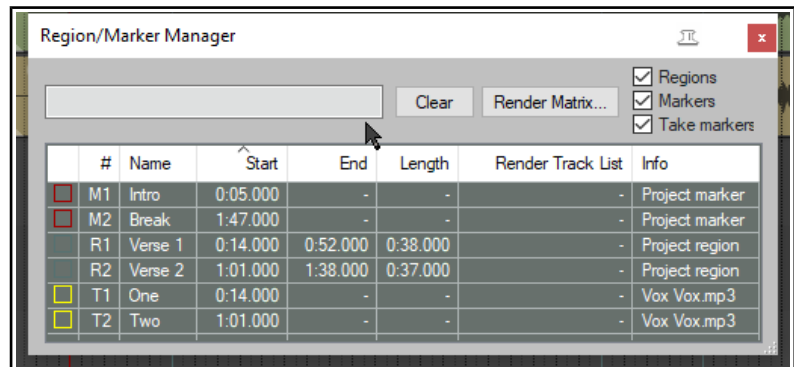 Region/Marker Manager
Regions
Clear Render Matrix... Markers
Take markers
# Name Start End Length Render Track List Info
M1 Intro 0:05.000 - - - Project marker
M2 Break 1:47.000 - - - Project marker
R1 Verse 1 0:14.000 0:52.000 0:38.000 Project region
R2 Verse 2 1:01.000 1:38.000 0:37.000 Project region
T1 One 0:14.000 - - - Vox Vox.mp3
T2 Two 1:01.000 - - - Vox Vox.mp3